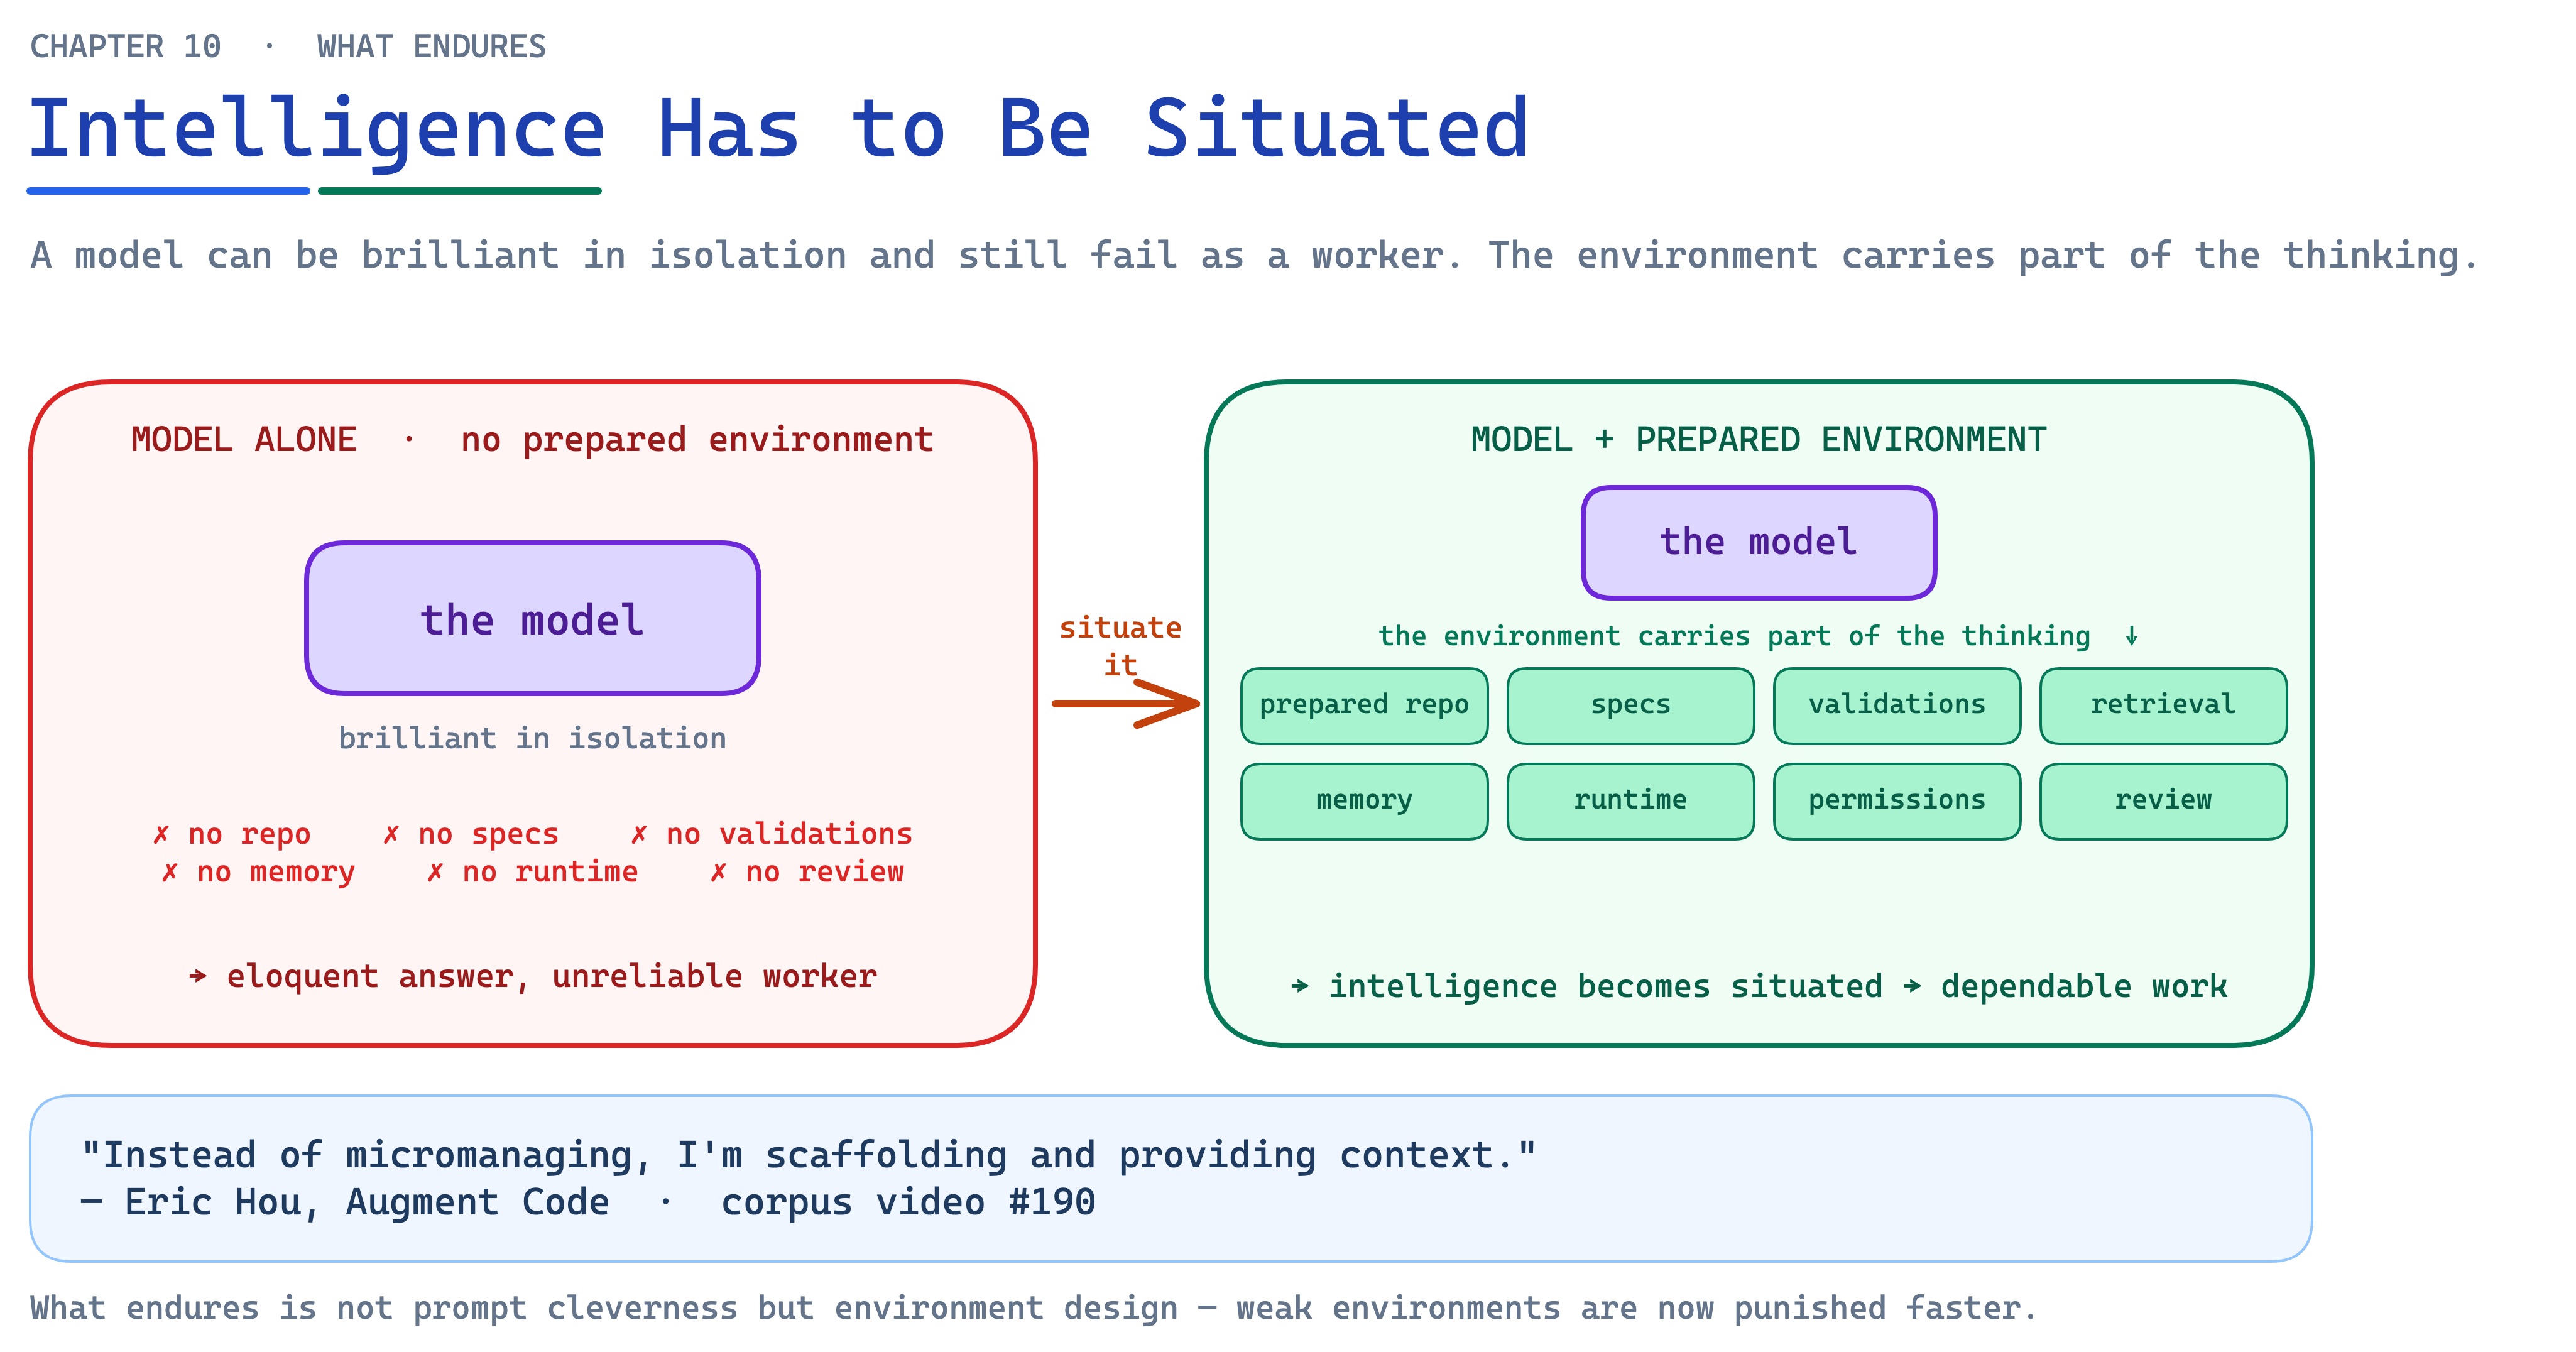 CHAPTER 10 · WHAT ENDURES
Intelligence Has to Be Situated
A model can be brilliant in isolation and still fail as a worker. The environment carries part of the thinking.
MODEL ALONE · no prepared environment
the model
brilliant in isolation
✗ no repo ✗ no specs ✗ no validations
✗ no memory ✗ no runtime ✗ no review
→ eloquent answer, unreliable worker
situate
it
MODEL + PREPARED ENVIRONMENT
the model
the environment carries part of the thinking ↓
prepared repo specs validations retrieval
memory runtime permissions review
→ intelligence becomes situated → dependable work
"Instead of micromanaging, I'm scaffolding and providing context."
— Eric Hou, Augment Code · corpus video #190
What endures is not prompt cleverness but environment design — weak environments are now punished faster.